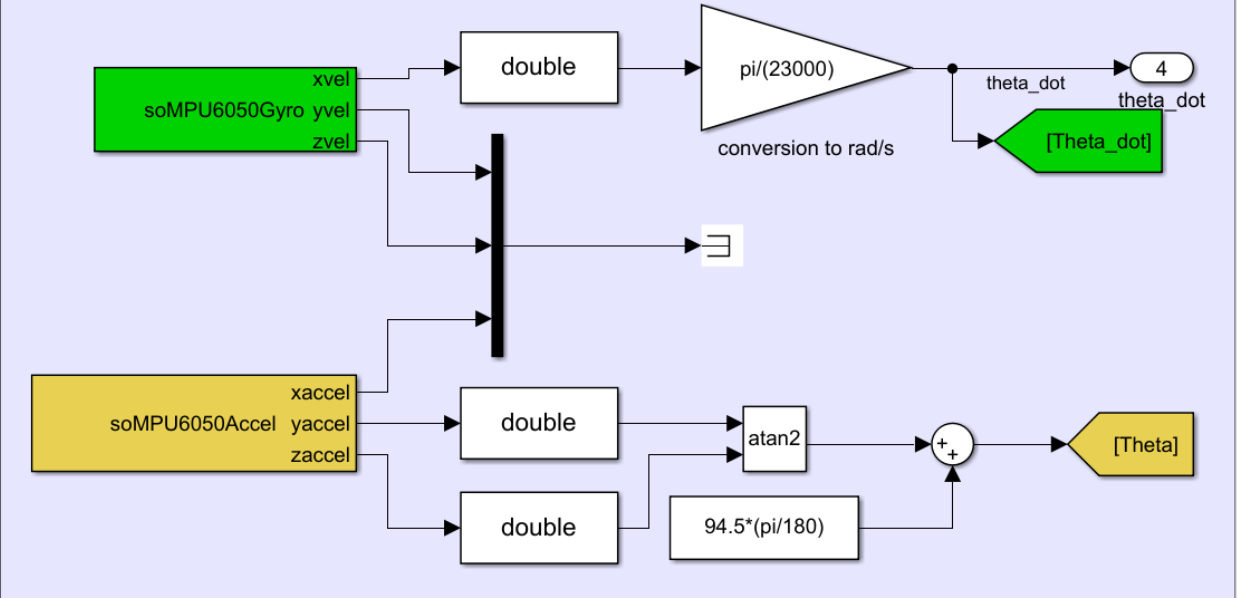 xvel
soMPU6050Gyro yvel
zvel
double
pi/(23000)
conversion to rad/s
theta_dot
4
theta_dot
[Theta_dot]
xaccel
soMPU6050Accel yaccel
zaccel
double
double
atan2
94.5*(pi/180)
+
+
[Theta]